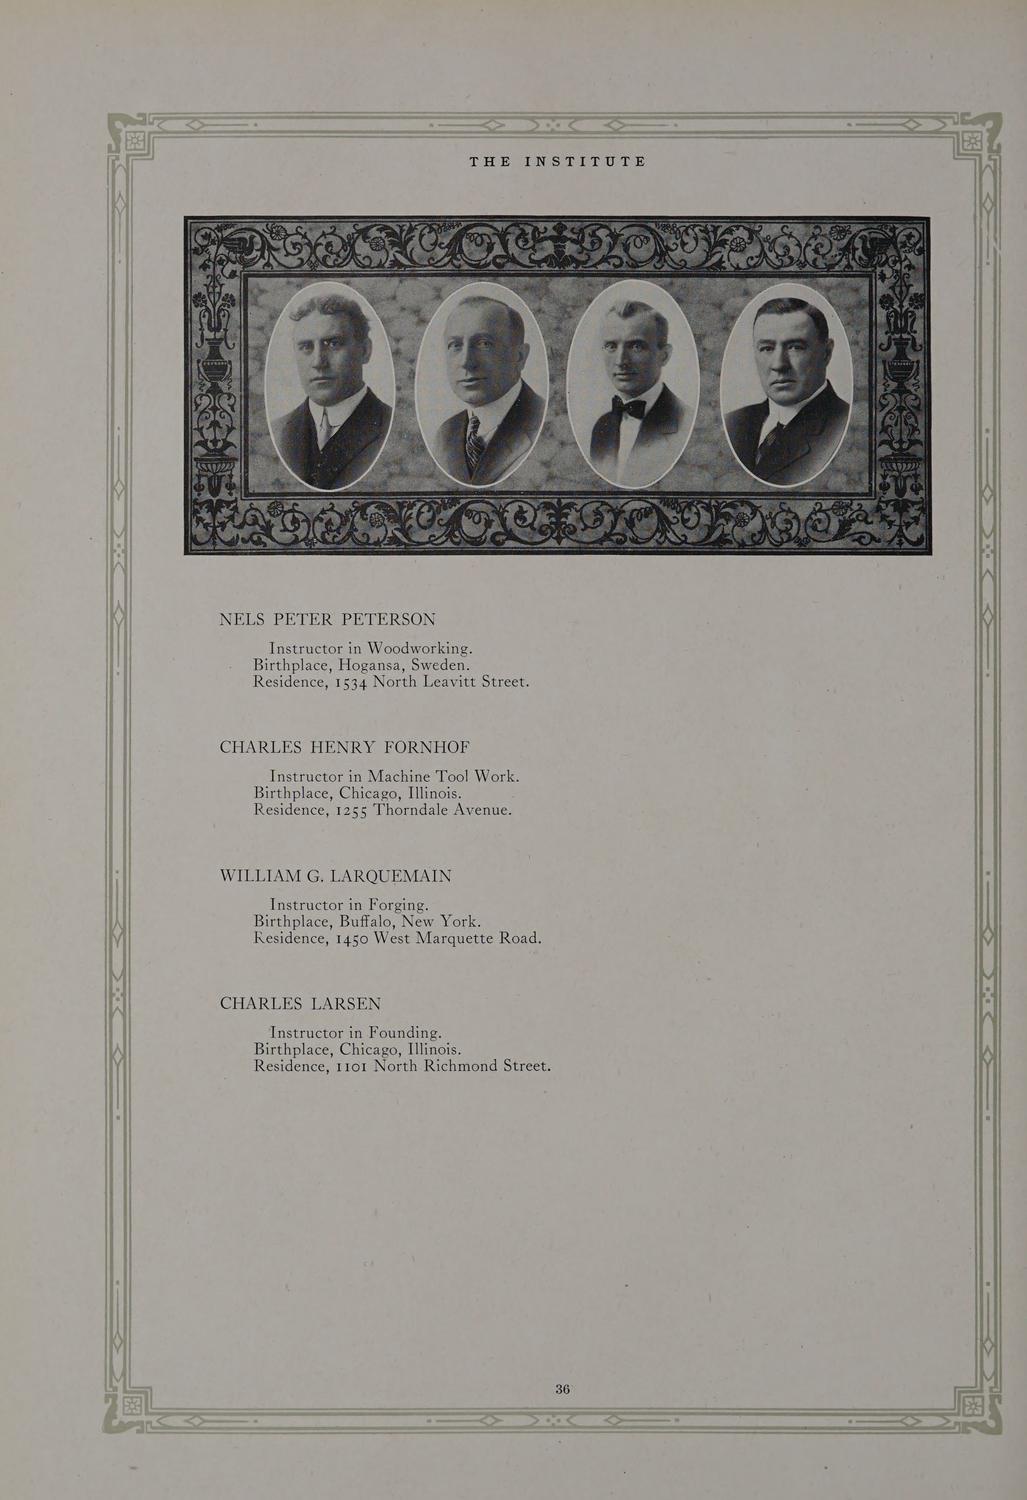 THE INSTITUTE
NELS PETER PETERSON
Instructor in Woodworking.
Birthplace, Hogansa, Sweden.
Residence, 1534 North Leavitt Street.
CHARLES HENRY FORNHOF
Instructor in Machine Tool Work.
Birthplace, Chicago, Illinois.
Residence, 1255 Thorndale Avenue.
WILLIAM G. LARQUEMAIN
Instructor in Forging.
Birthplace, Buffalo, New York.
Residence, 1450 West Marquette Road.
CHARLES LARSEN
Instructor in Founding.
Birthplace, Chicago, Illinois.
Residence, 1101 North Richmond Street.
36